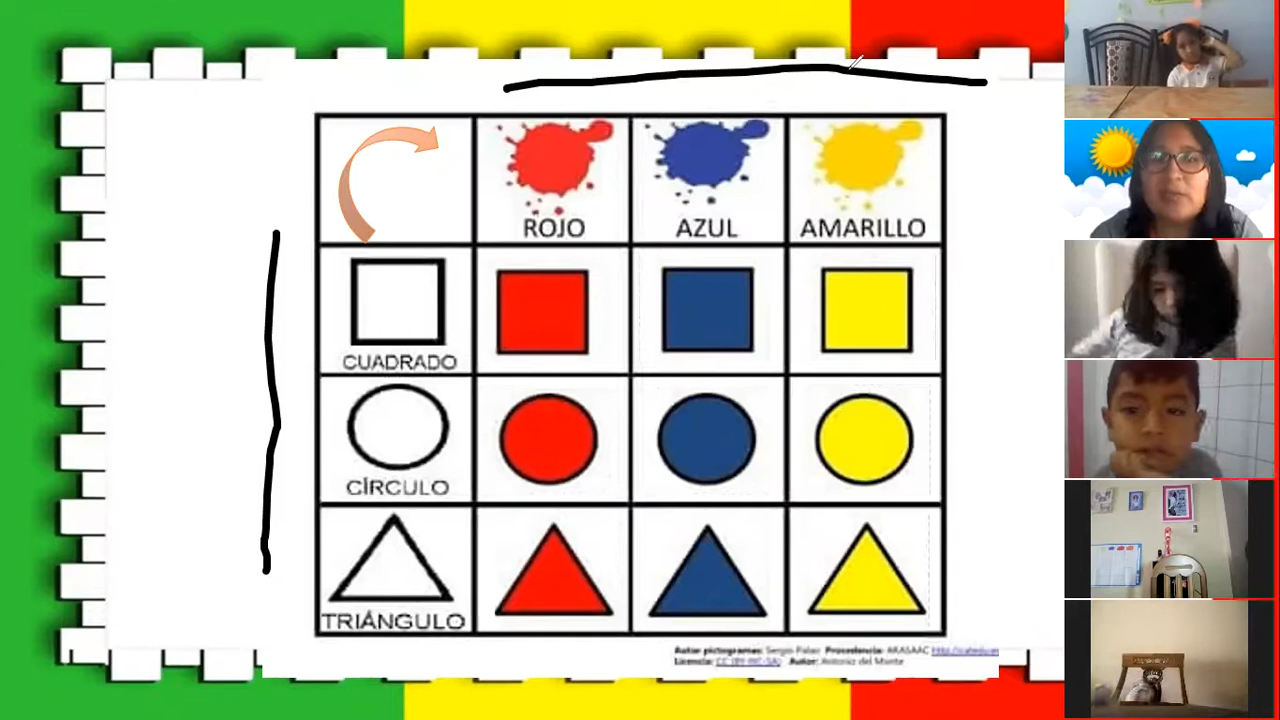 ROJO AZUL AMARILLO
CUADRADO
CÍRCULO
TRIÁNGULO
Autor pictogramas: Sergio Palao Procedencia: ARASAAC
Licencia: CC (BY-NC-SA) Autor: Antonio del Monte